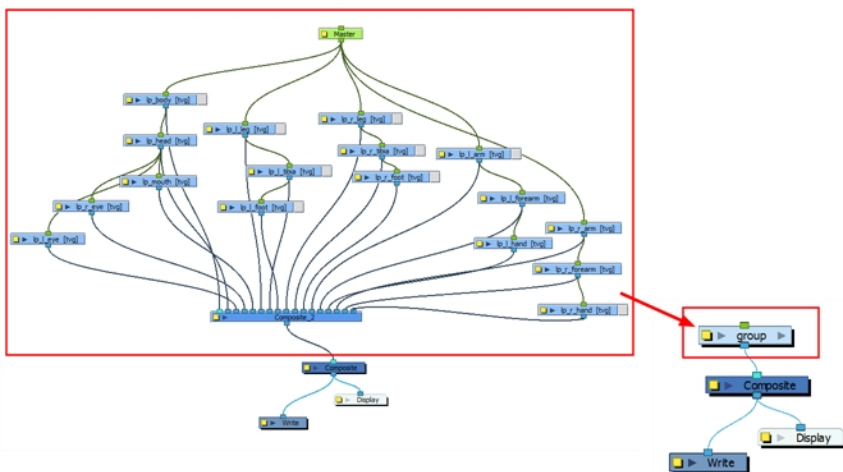 Master
lp_body [tvg]
lp_l_leg [tvg]
lp_r_leg [tvg]
lp_head [tvg]
lp_r_tibia [tvg]
lp_l_arm [tvg]
lp_mouth [tvg]
lp_l_tibia [tvg]
lp_r_foot [tvg]
lp_r_eye [tvg]
lp_l_foot [tvg]
lp_l_forearm [tvg]
lp_l_eye [tvg]
lp_r_arm [tvg]
lp_l_hand [tvg]
lp_r_forearm [tvg]
lp_r_hand [tvg]
Composite_2
group
Composite
Display
Write
Composite
Display
Write